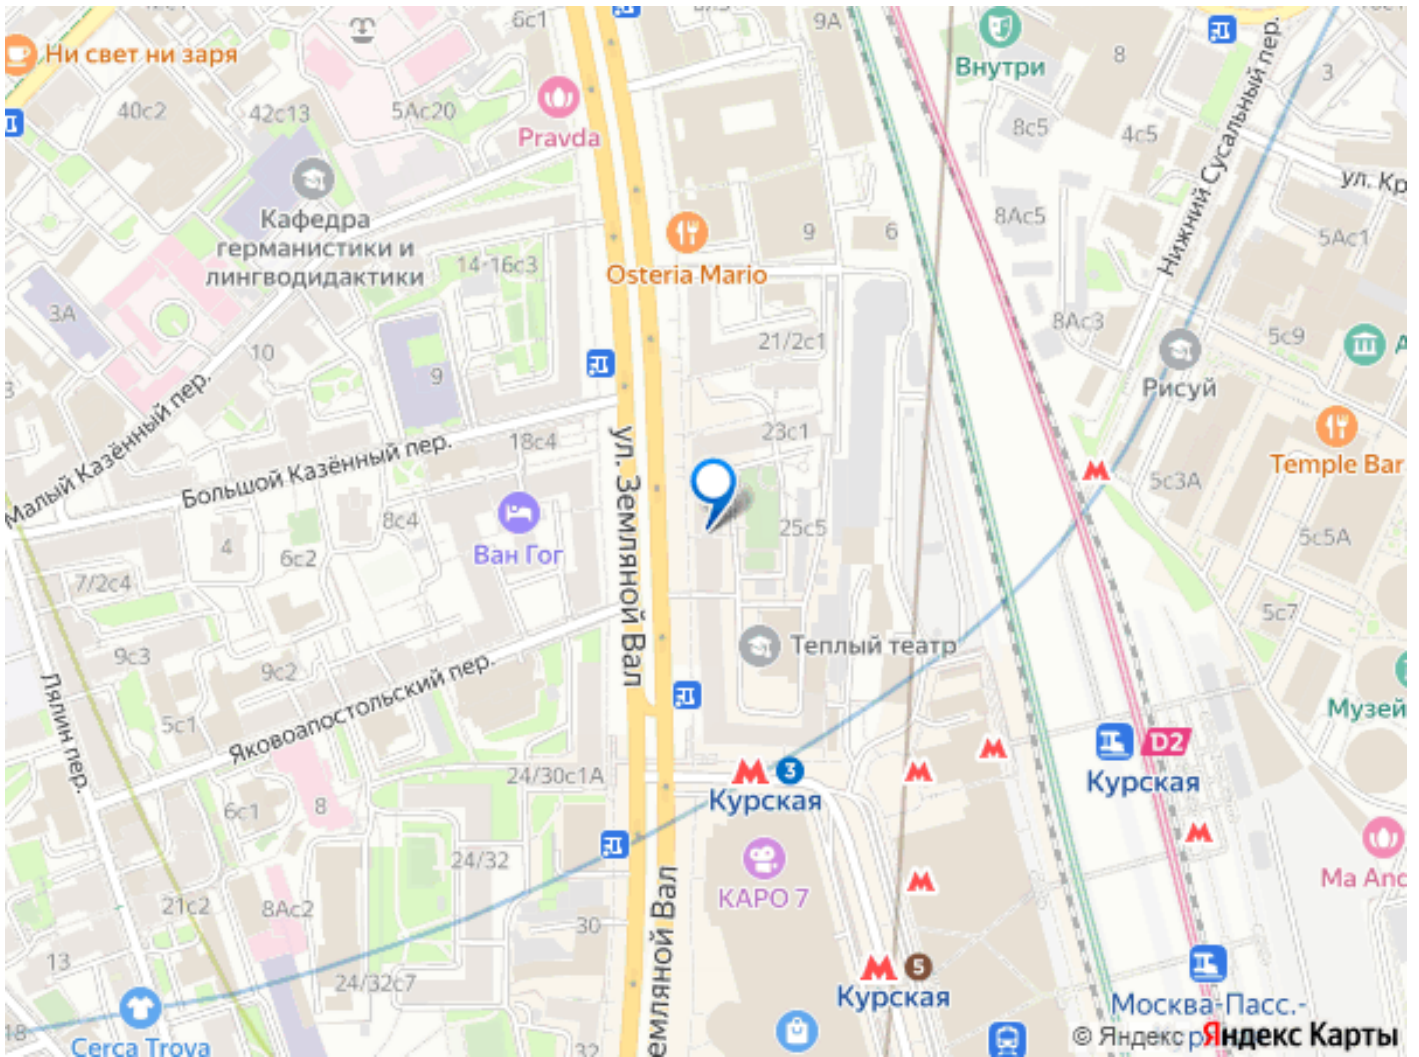 6с1
9А
Внутри
8
3
Ни свет ни заря
40с2
42с13
5Ас20
Pravda
8с5
4с5
Нижний Сусальный пер.
ул. Кр
Кафедра
германистики и
лингводидактики
14-16с3
Osteria Mario
9
6
8Ас5
5Ас1
3А
10
9
21/2с1
8Ас3
5с9
Рисуй
Малый Казённый пер.
Большой Казённый пер.
18с4
ул. Земляной Вал
23с1
Temple Bar
5с3А
8с4
4
6с2
Ван Гог
25с5
5с5А
7/2с4
5с7
9с3
9с2
Теплый театр
Лялин пер.
5с1
Яковоапостольский пер.
Музей
D2
Курская
24/30с1А
3
Курская
6с1
8
24/32
КАРО 7
Ma Anc
21с2
8Ас2
30
емляной Вал
13
24/32с7
5
Курская
Москва-Пасс.-
18
Cerca Trova
32
© Яндекс
Яндекс Карты